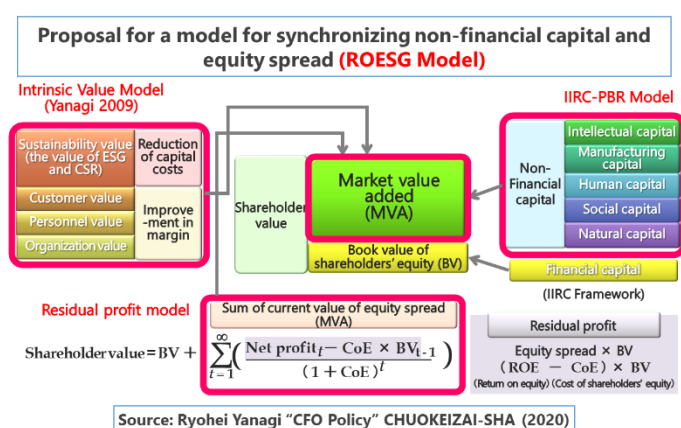 Proposal for a model for synchronizing non-financial capital and
equity spread (ROESG Model)
Intrinsic Value Model
(Yanagi 2009)
IIRC-PBR Model
Sustainability value
(the value of ESG
and CSR)
Reduction
of capital
costs
Customer value
Personnel value
Organization value
Improve
-ment in
margin
Shareholder
value
Market value
added
(MVA)
Book value of
shareholders' equity (BV)
Non-
Financial
capital
Intellectual capital
Manufacturing
capital
Human capital
Social capital
Natural capital
Financial capital
(IIRC Framework)
Residual profit model
Sum of current value of equity spread
(MVA)
Shareholder value = BV + ∞∑t=1 ( Net profit t − CoE × BV t-1 / (1 + CoE)^t )
Residual profit
Equity spread × BV
(ROE − CoE) × BV
(Return on equity) (Cost of shareholders' equity)
Source: Ryohei Yanagi "CFO Policy" CHUOKEIZAI-SHA (2020)